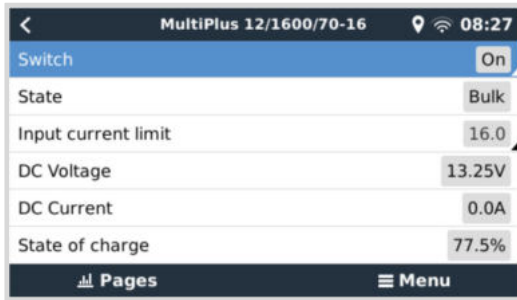 MultiPlus 12/1600/70-16 08:27
Switch On
State Bulk
Input current limit 16.0
DC Voltage 13.25V
DC Current 0.0A
State of charge 77.5%
Pages Menu